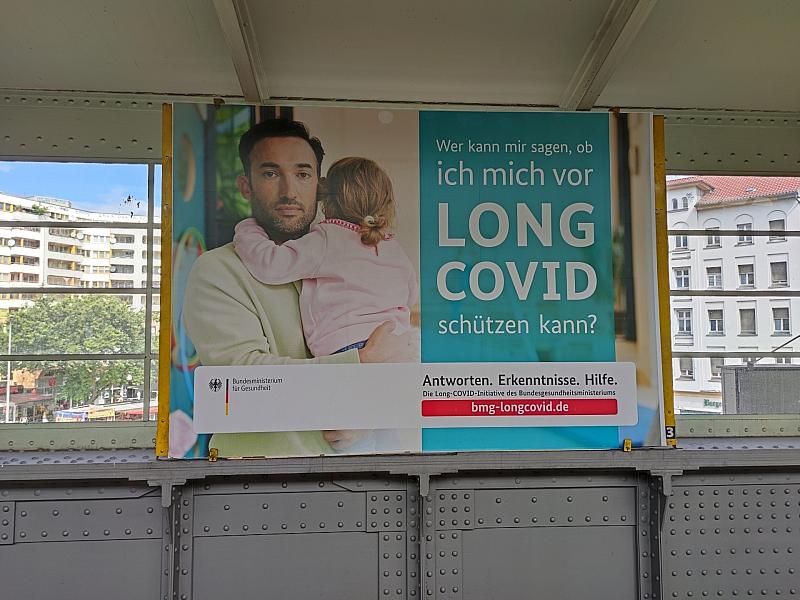 Wer kann mir sagen, ob
ich mich vor
LONG
COVID
schützen kann?
Bundesministerium
für Gesundheit
Antworten. Erkenntnisse. Hilfe.
Die Long-COVID-Initiative des Bundesgesundheitsministeriums
bmg-longcovid.de
3